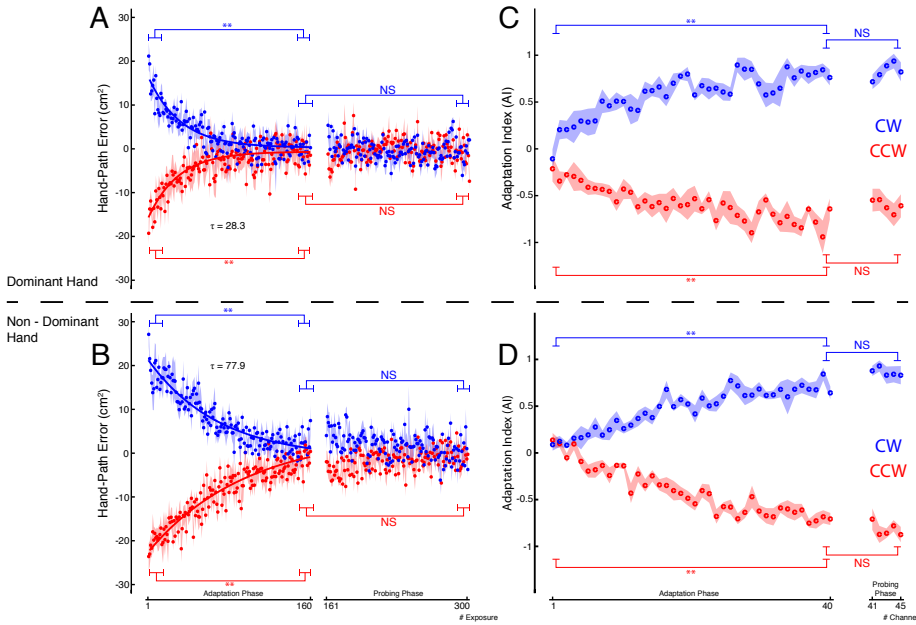 A
**
30
20
10
0
-10
-20
-30
Hand-Path Error (cm²)
NS
τ = 28.3
NS
**
Dominant Hand
C
**
NS
1
0.5
0
-0.5
-1
Adaptation Index (AI)
CW
CCW
**
NS
Non - Dominant
Hand
B
**
30
20
10
0
-10
-20
-30
Hand-Path Error (cm²)
τ = 77.9
NS
NS
**
Adaptation Phase
Probing Phase
1
160
161
300
# Exposure
D
**
NS
1
0.5
0
-0.5
-1
Adaptation Index (AI)
CW
CCW
**
NS
Adaptation Phase
Probing
Phase
1
40
41
45
# Channel